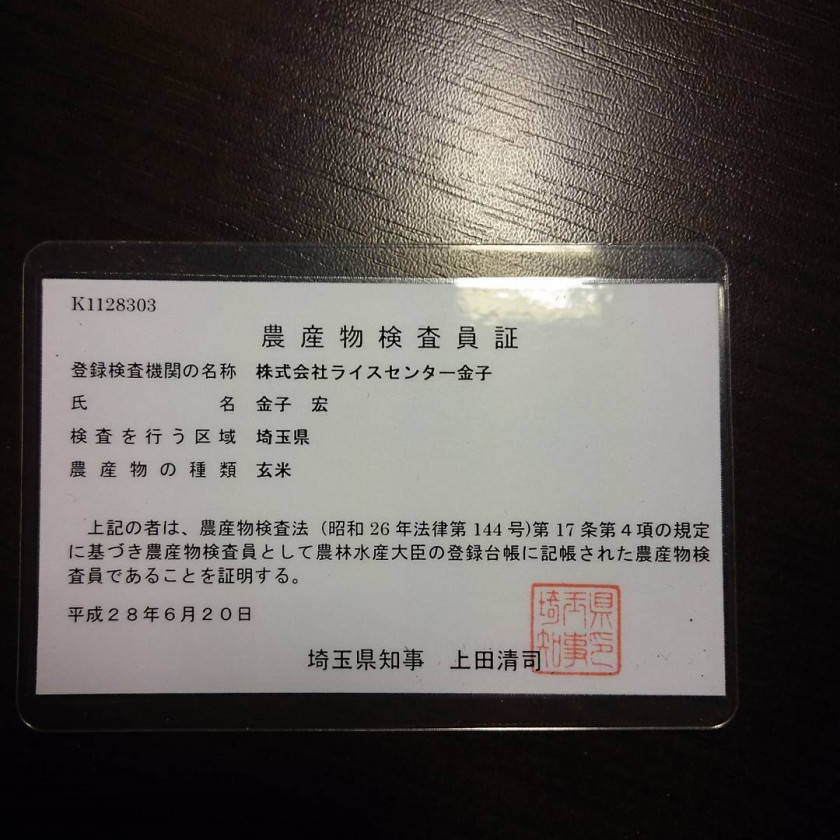 K1128303
農産物検査員証
登録検査機関の名称 株式会社ライスセンター金子
氏名 金子 宏
検査を行う区域 埼玉県
農産物の種類 玄米
上記の者は、農産物検査法（昭和26年法律第144号)第17条第4項の規定
に基づき農産物検査員として農林水産大臣の登録台帳に記帳された農産物検
査員であることを証明する。
平成28年6月20日
埼玉県知事 上田清司
埼玉県
知事印